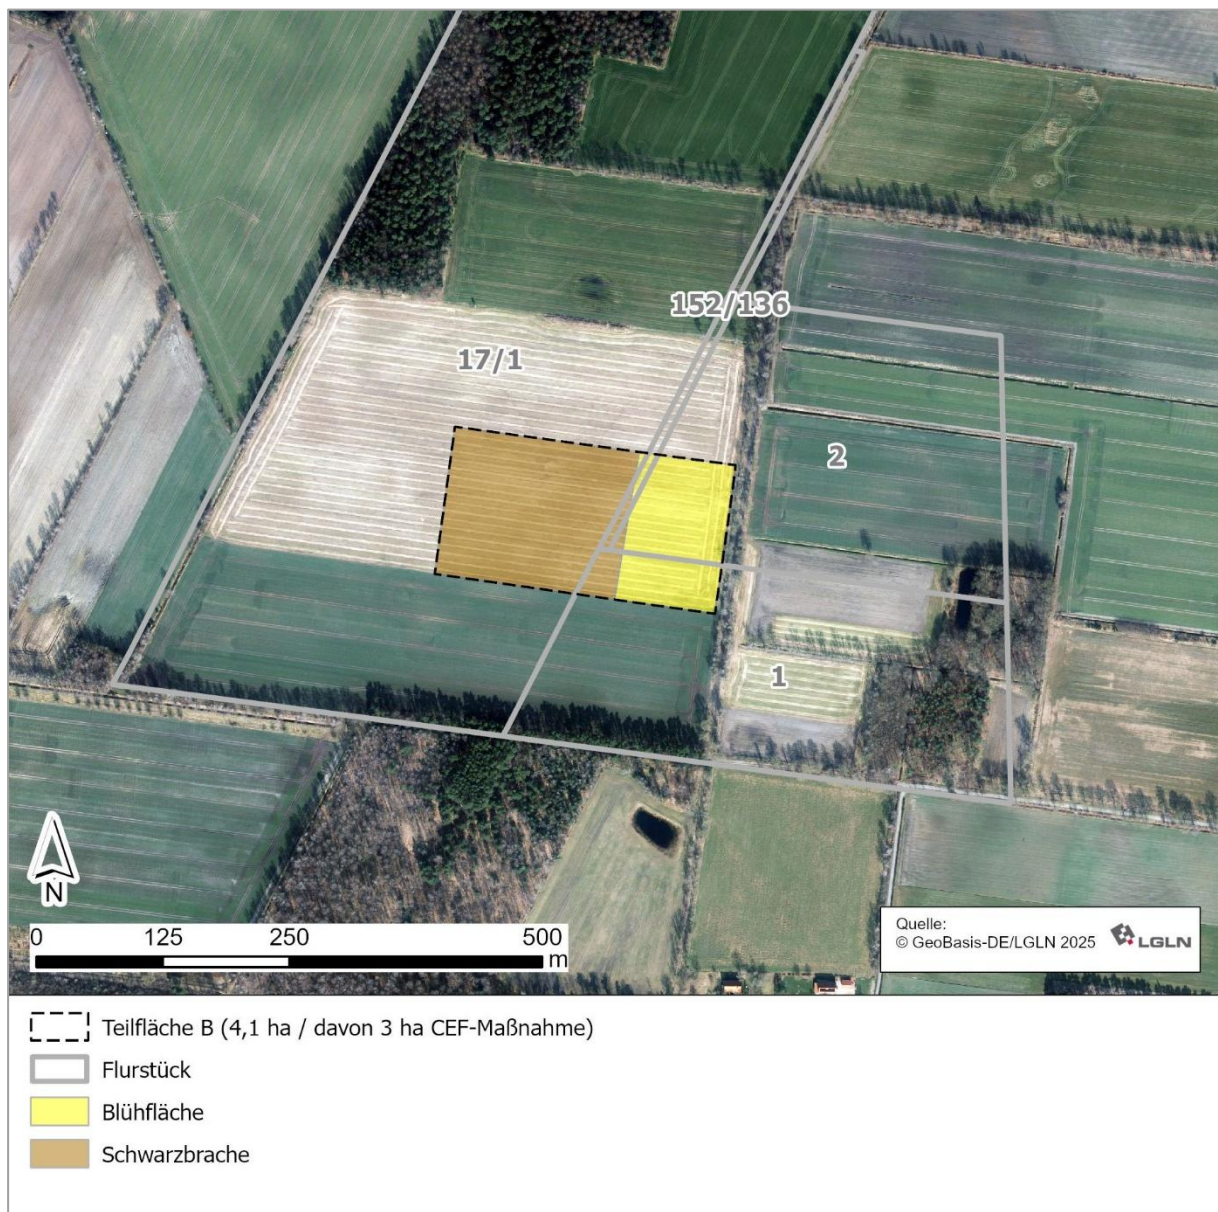 152/136
17/1
2
1
N
0 125 250 500
m
Quelle:
© GeoBasis-DE/LGLN 2025
LGLN
Teilfläche B (4,1 ha / davon 3 ha CEF-Maßnahme)
Flurstück
Blühfläche
Schwarzbrache